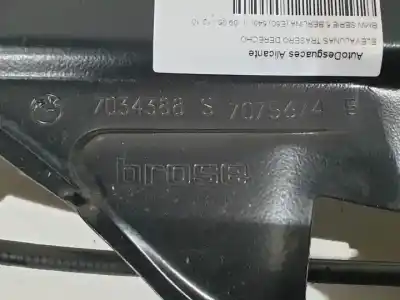 AutoDesguaces Alicante
ELEVALUNAS TRASERO DERECHO
BMW SERIE 5 BERLINA (E60)
7034388 S 7075674 E
brose